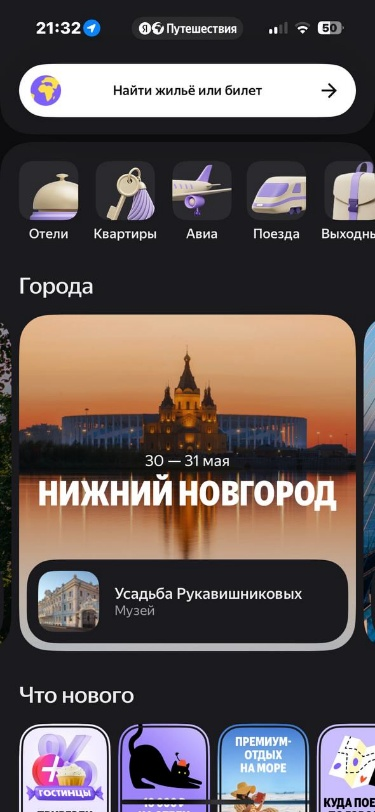 21:32
Я Путешествия
50
Найти жильё или билет
Отели
Квартиры
Авиа
Поезда
Выходны
Города
30 — 31 мая
НИЖНИЙ НОВГОРОД
Усадьба Рукавишниковых
Музей
Что нового
%
+
ГОСТИНЦЫ
ПРЕМИУМ-
ОТДЫХ
НА МОРЕ
КУДА ПОЕ